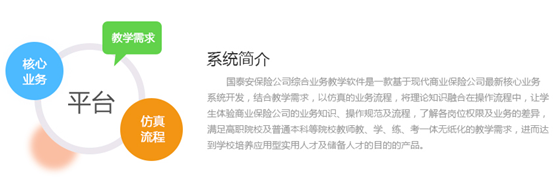 教学需求
核心
业务
平台
仿真
流程
系统简介
国泰安保险公司综合业务教学软件是一款基于现代商业保险公司最新核心业务
系统开发，结合教学需求，以仿真的业务流程，将理论知识融合在操作流程中，让学
生体验商业保险公司的业务知识、操作规范及流程，了解各岗位权限及业务的差异，
满足高职院校及普通本科等院校教师教、学、练、考一体无纸化的教学需求，进而达
到学校培养应用型实用人才及储备人才的目的的产品。